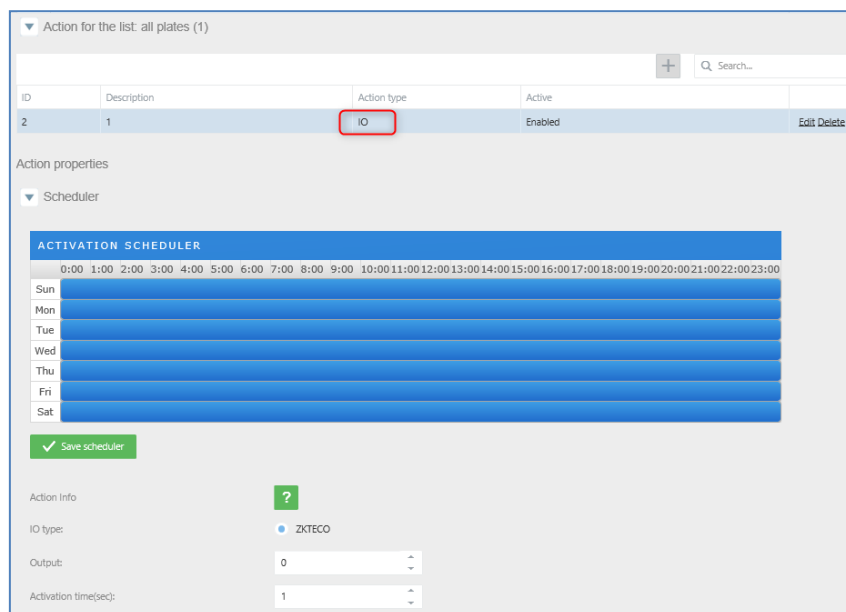 Action for the list: all plates (1)
Search...
ID Description Action type Active
2 1 IO Enabled Edit Delete
Action properties
Scheduler
ACTIVATION SCHEDULER
0:00 1:00 2:00 3:00 4:00 5:00 6:00 7:00 8:00 9:00 10:00 11:00 12:00 13:00 14:00 15:00 16:00 17:00 18:00 19:00 20:00 21:00 22:00 23:00
Sun
Mon
Tue
Wed
Thu
Fri
Sat
Save scheduler
Action Info ?
IO type: ZKTECO
Output: 0
Activation time(sec): 1